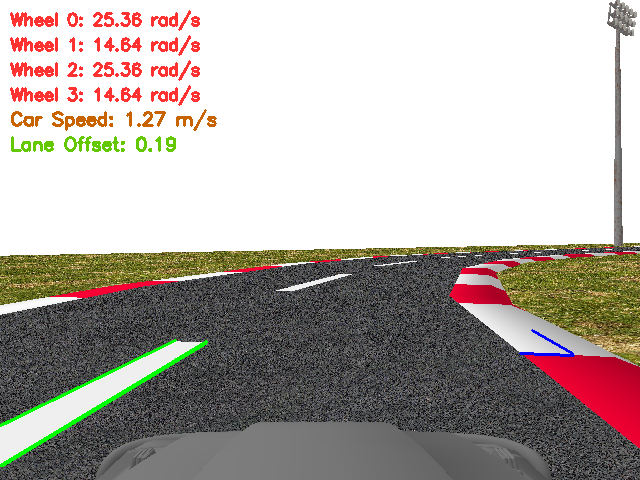 Wheel 0: 25.36 rad/s
Wheel 1: 14.64 rad/s
Wheel 2: 25.36 rad/s
Wheel 3: 14.64 rad/s
Car Speed: 1.27 m/s
Lane Offset: 0.19